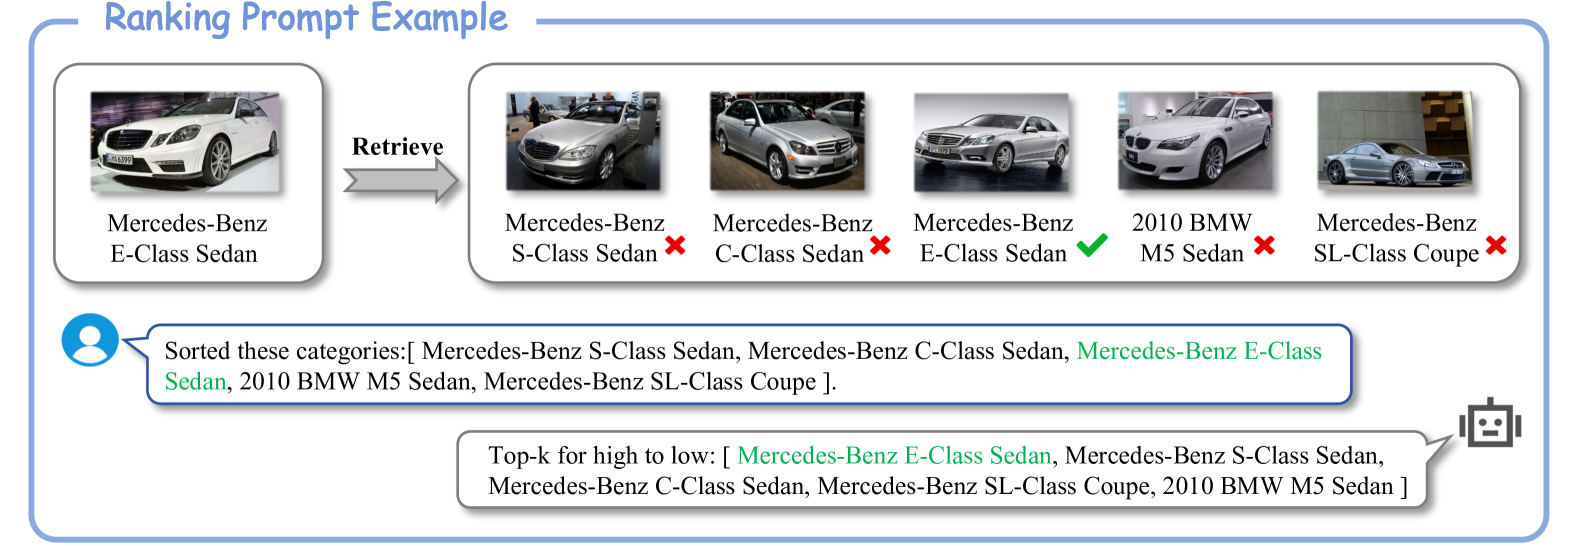 Ranking Prompt Example
Retrieve
Mercedes-Benz
E-Class Sedan
Mercedes-Benz
S-Class Sedan
Mercedes-Benz
C-Class Sedan
Mercedes-Benz
E-Class Sedan
2010 BMW
M5 Sedan
Mercedes-Benz
SL-Class Coupe
Sorted these categories:[ Mercedes-Benz S-Class Sedan, Mercedes-Benz C-Class Sedan, Mercedes-Benz E-Class
Sedan, 2010 BMW M5 Sedan, Mercedes-Benz SL-Class Coupe ].
Top-k for high to low: [ Mercedes-Benz E-Class Sedan, Mercedes-Benz S-Class Sedan,
Mercedes-Benz C-Class Sedan, Mercedes-Benz SL-Class Coupe, 2010 BMW M5 Sedan ]